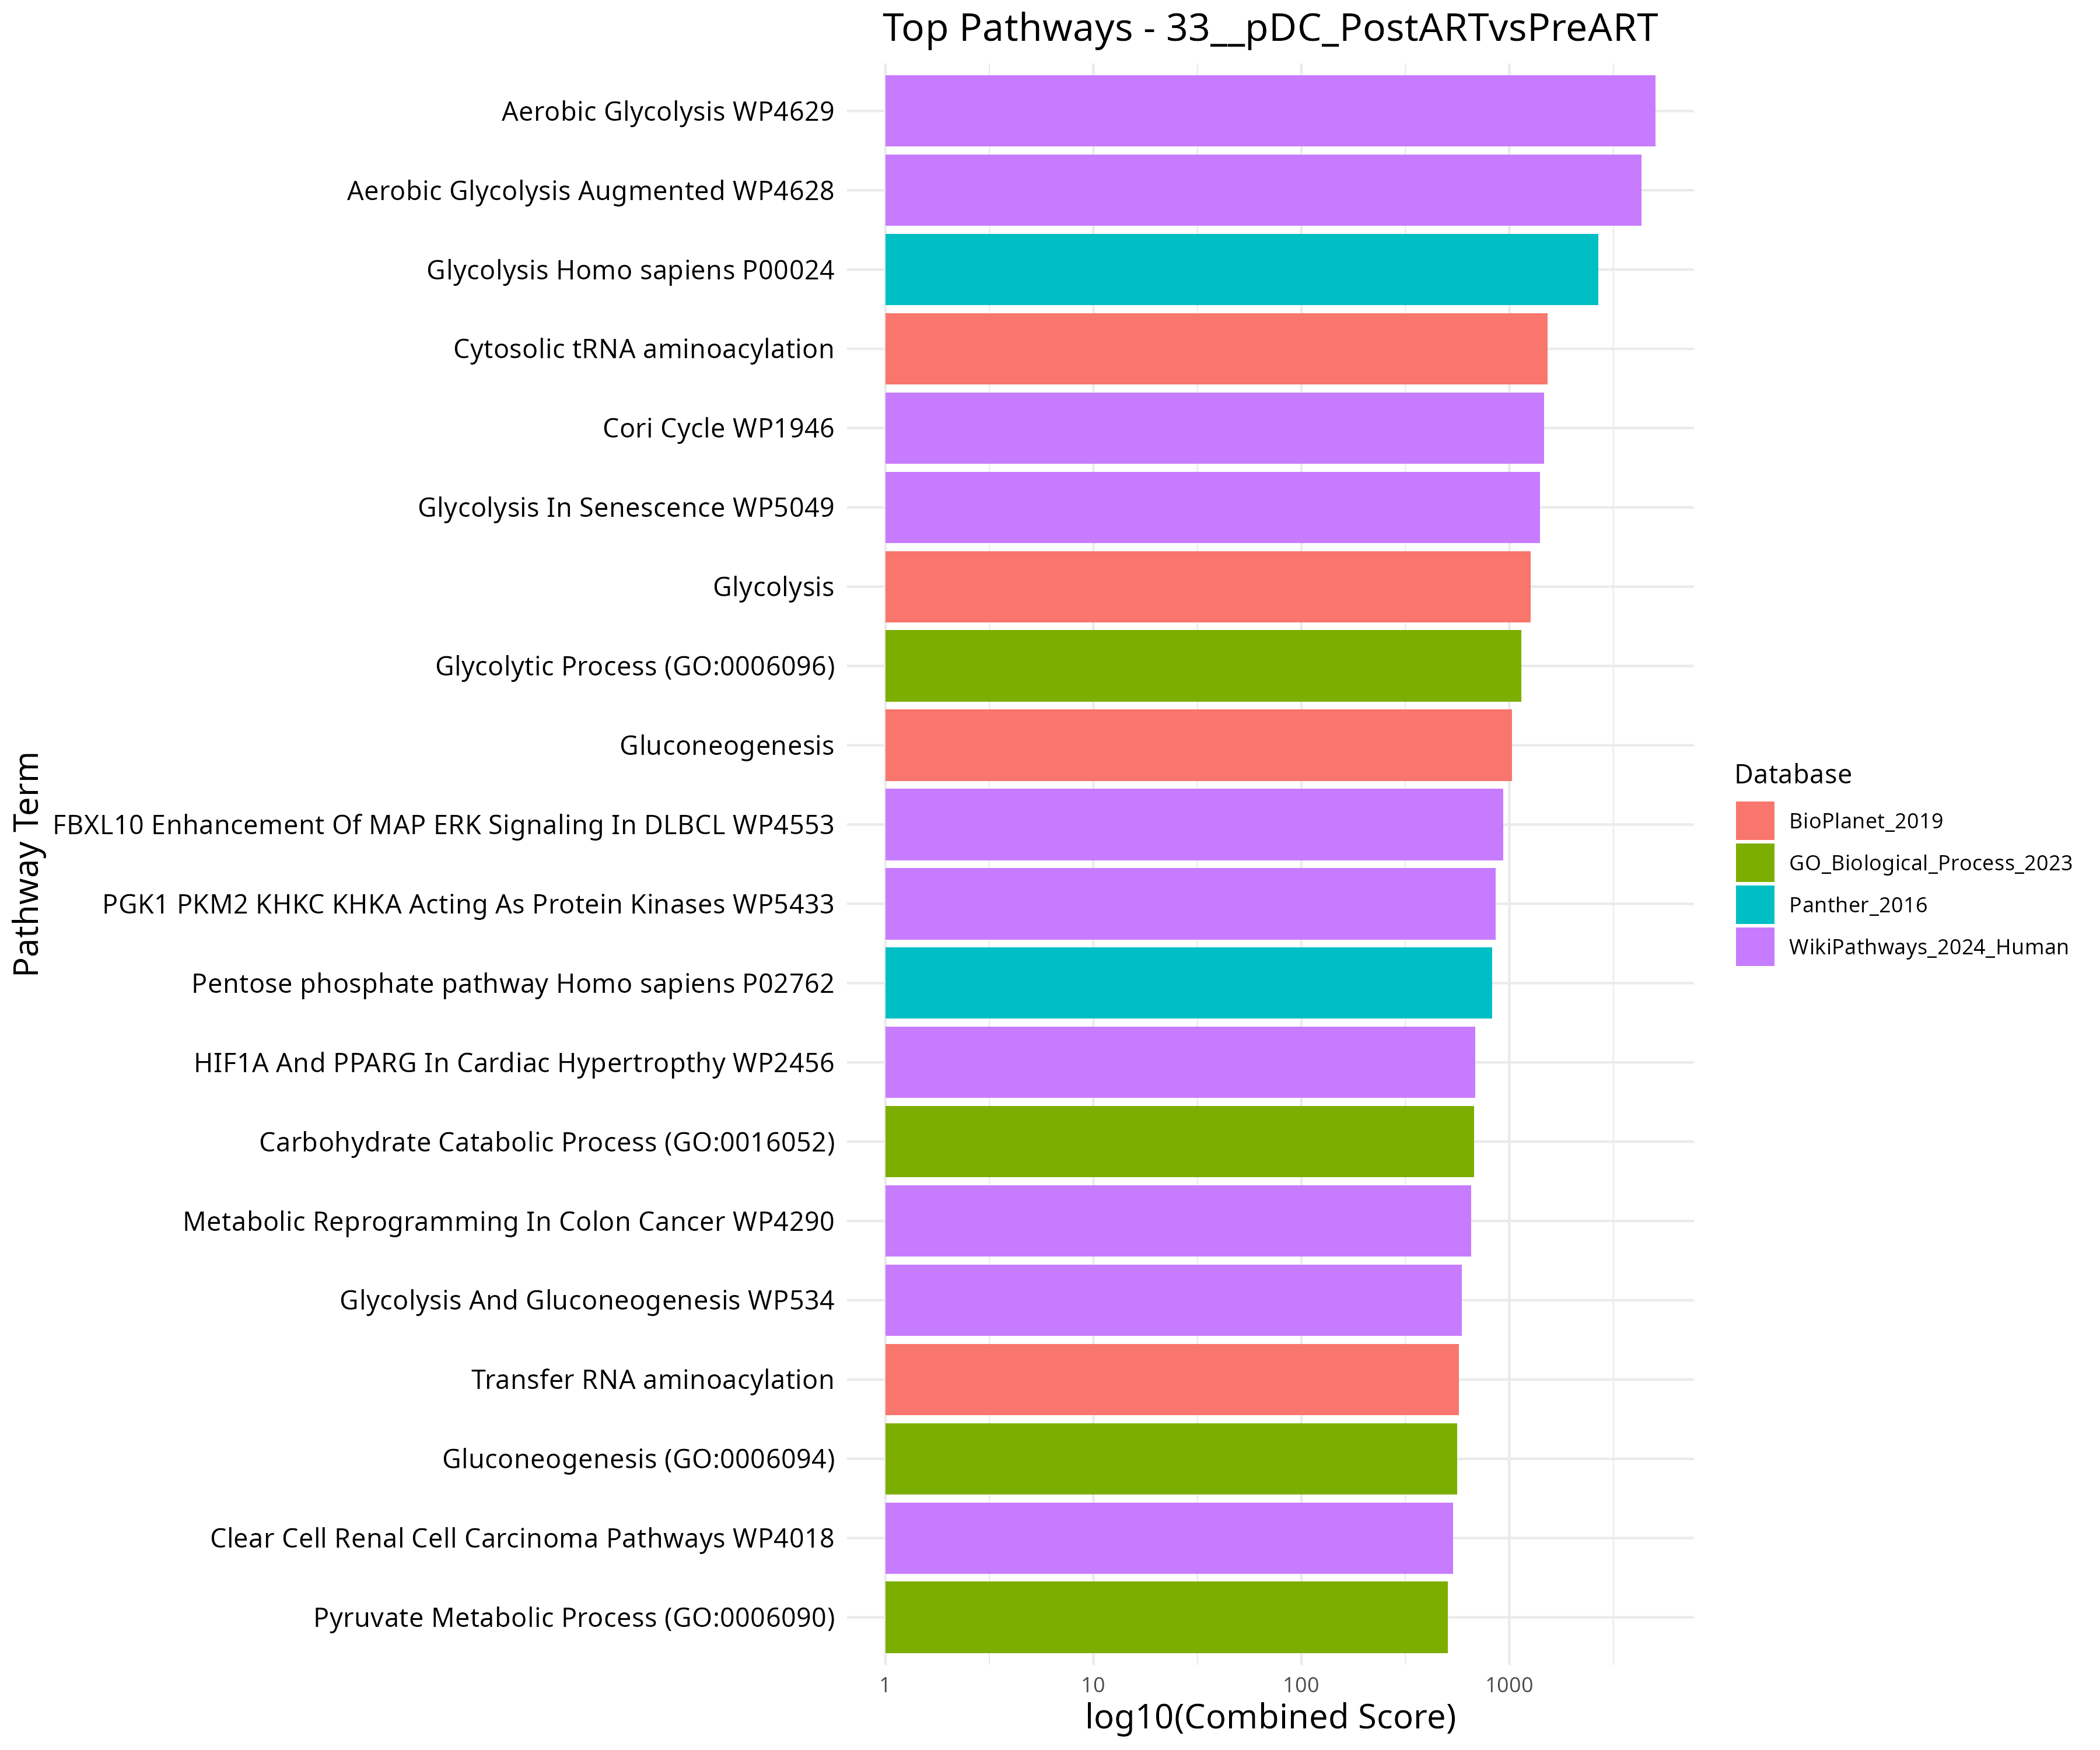 Top Pathways - 33__pDC_PostARTvsPreART
Pathway Term
Aerobic Glycolysis WP4629
Aerobic Glycolysis Augmented WP4628
Glycolysis Homo sapiens P00024
Cytosolic tRNA aminoacylation
Cori Cycle WP1946
Glycolysis In Senescence WP5049
Glycolysis
Glycolytic Process (GO:0006096)
Gluconeogenesis
FBXL10 Enhancement Of MAP ERK Signaling In DLBCL WP4553
PGK1 PKM2 KHKC KHKA Acting As Protein Kinases WP5433
Pentose phosphate pathway Homo sapiens P02762
HIF1A And PPARG In Cardiac Hypertropthy WP2456
Carbohydrate Catabolic Process (GO:0016052)
Metabolic Reprogramming In Colon Cancer WP4290
Glycolysis And Gluconeogenesis WP534
Transfer RNA aminoacylation
Gluconeogenesis (GO:0006094)
Clear Cell Renal Cell Carcinoma Pathways WP4018
Pyruvate Metabolic Process (GO:0006090)
1 10 100 1000
log10(Combined Score)
Database
BioPlanet_2019
GO_Biological_Process_2023
Panther_2016
WikiPathways_2024_Human